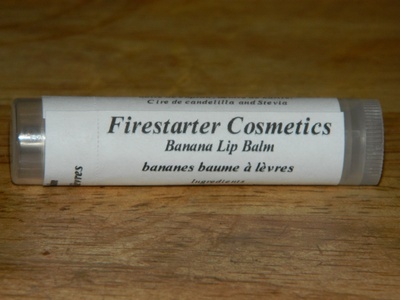 Cire de candelilla and Stevia
Firestarter Cosmetics
Banana Lip Balm
bananes baume à lèvres
Ingredients